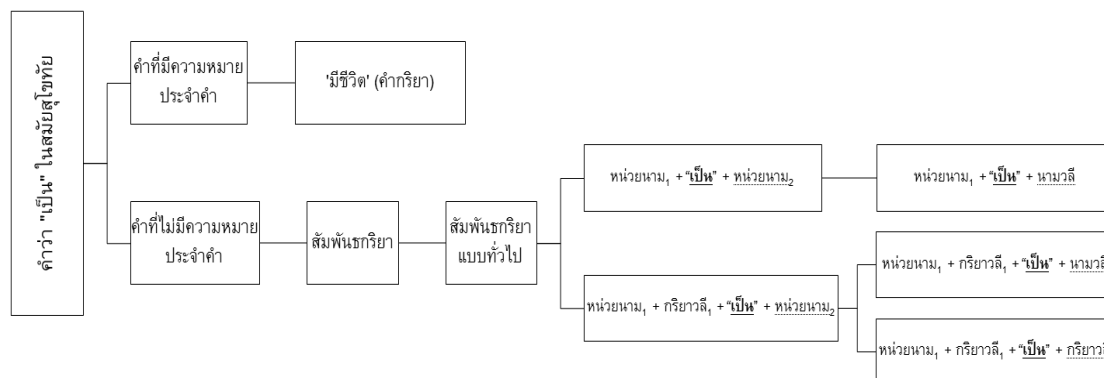 คำว่า "เป็น" ในสมัยสุโขทัย
คำที่มีความหมาย
ประจำคำ
'มีชีวิต' (คำกริยา)
คำที่ไม่มีความหมาย
ประจำคำ
สัมพันธกริยา
สัมพันธกริยา
แบบทั่วไป
หน่วยนาม₁ + "เป็น" + หน่วยนาม₂
หน่วยนาม₁ + "เป็น" + นามวลี
หน่วยนาม₁ + กริยาวลี₁ + "เป็น" + หน่วยนาม₂
หน่วยนาม₁ + กริยาวลี₁ + "เป็น" + นามวลี
หน่วยนาม₁ + กริยาวลี₁ + "เป็น" +